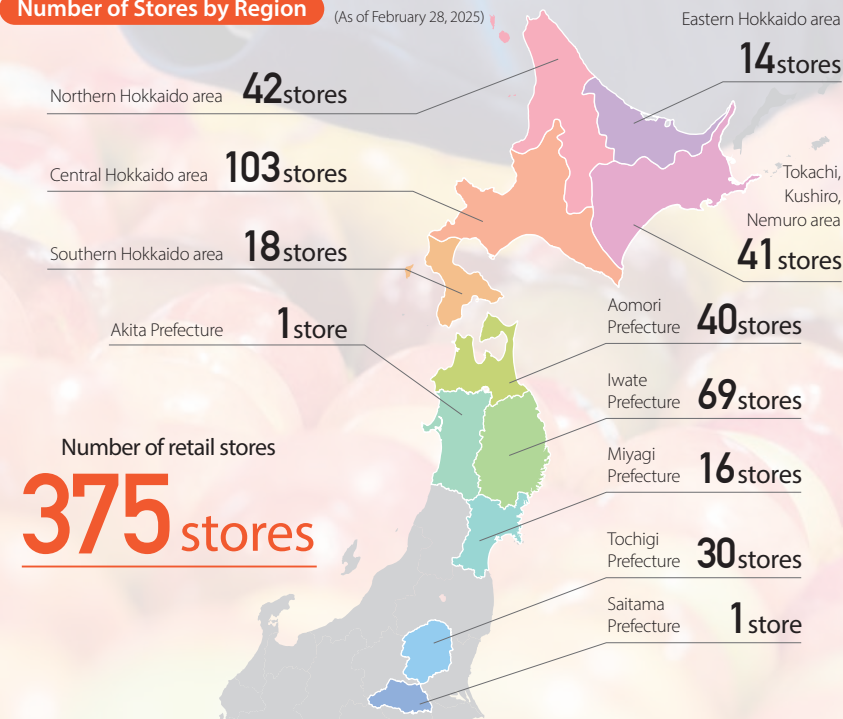 Number of Stores by Region
(As of February 28, 2025)
Eastern Hokkaido area
14stores
Northern Hokkaido area 42stores
Central Hokkaido area 103stores
Tokachi,
Kushiro,
Nemuro area
41stores
Southern Hokkaido area 18stores
Akita Prefecture 1store
Aomori
Prefecture 40stores
Iwate
Prefecture 69stores
Miyagi
Prefecture 16stores
Tochigi
Prefecture 30stores
Saitama
Prefecture 1store
Number of retail stores
375 stores